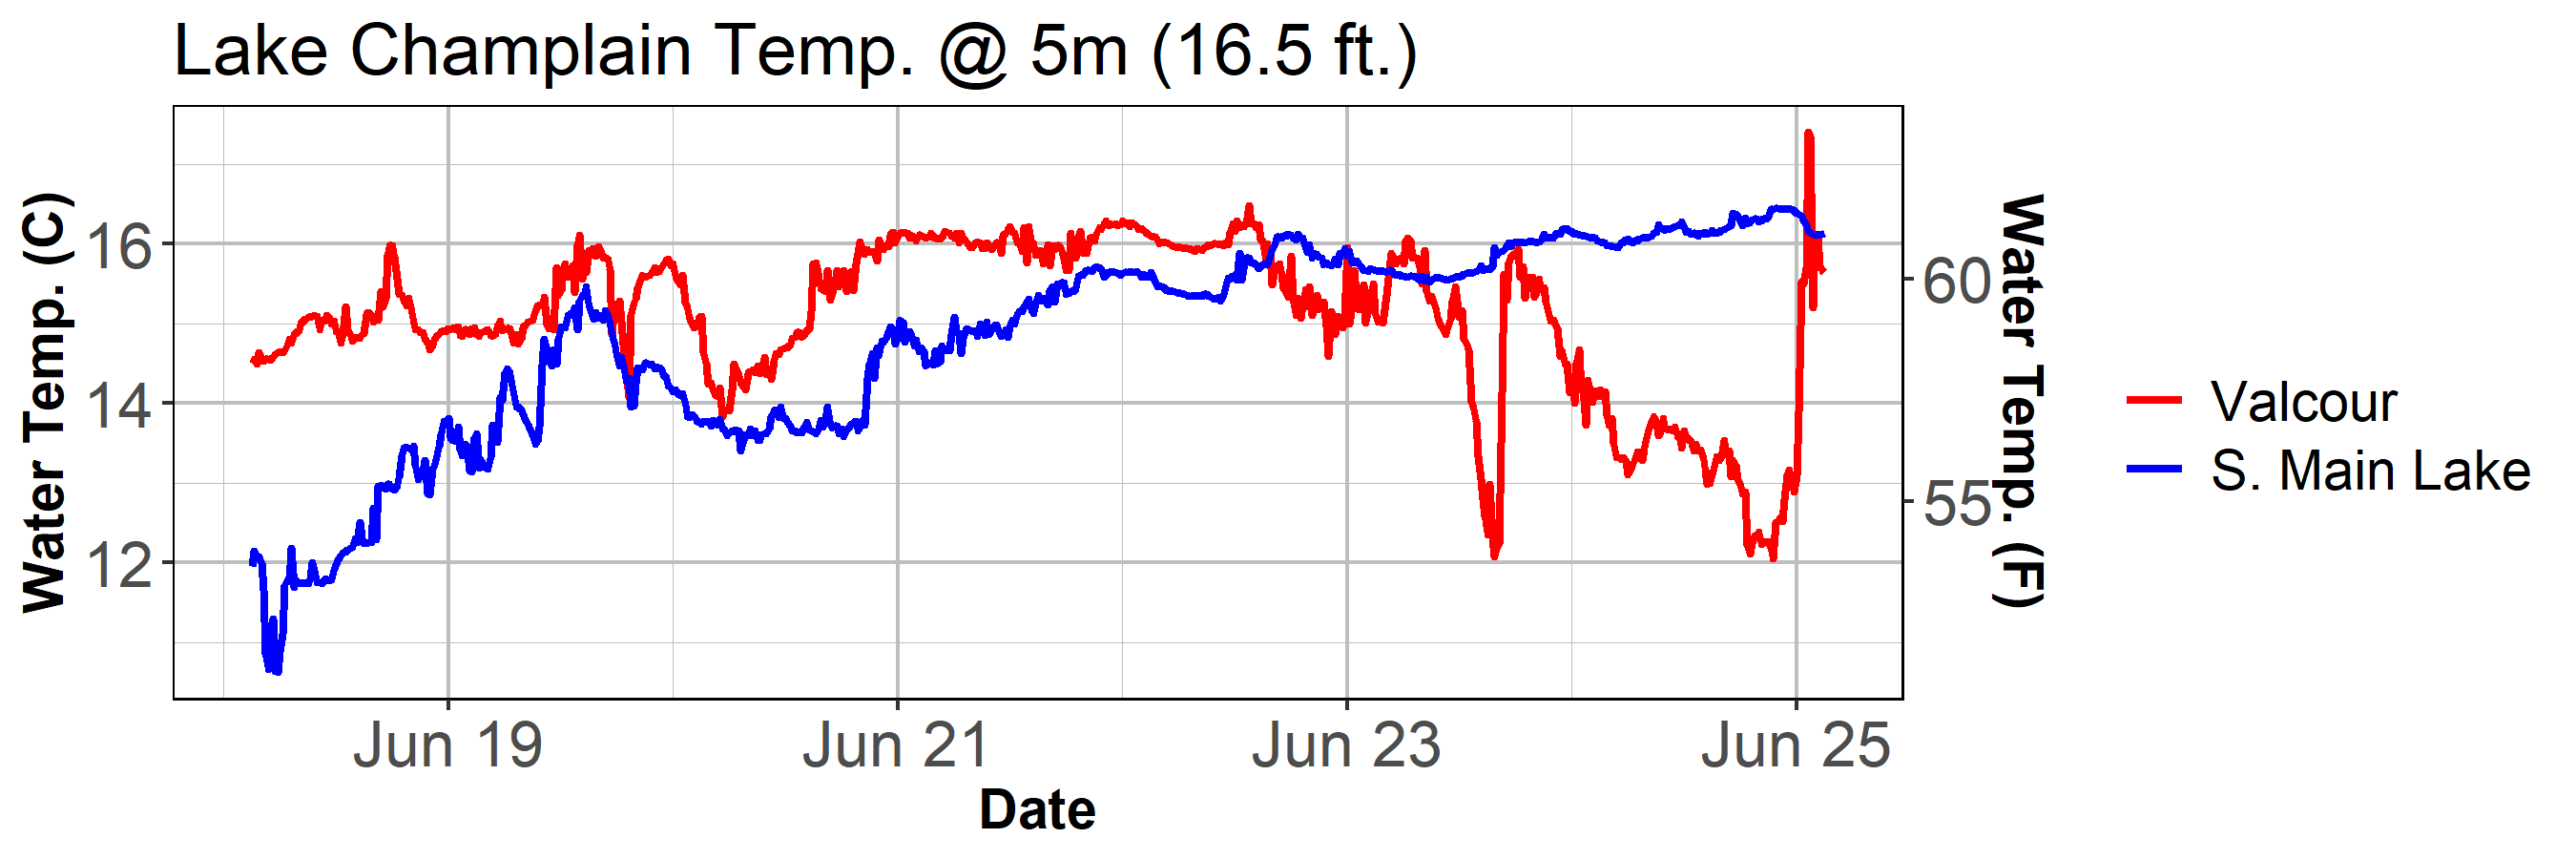 Lake Champlain Temp. @ 5m (16.5 ft.)
Water Temp. (C)
16
14
12
60
55
Water Temp. (F)
Jun 19
Jun 21
Jun 23
Jun 25
Date
Valcour
S. Main Lake